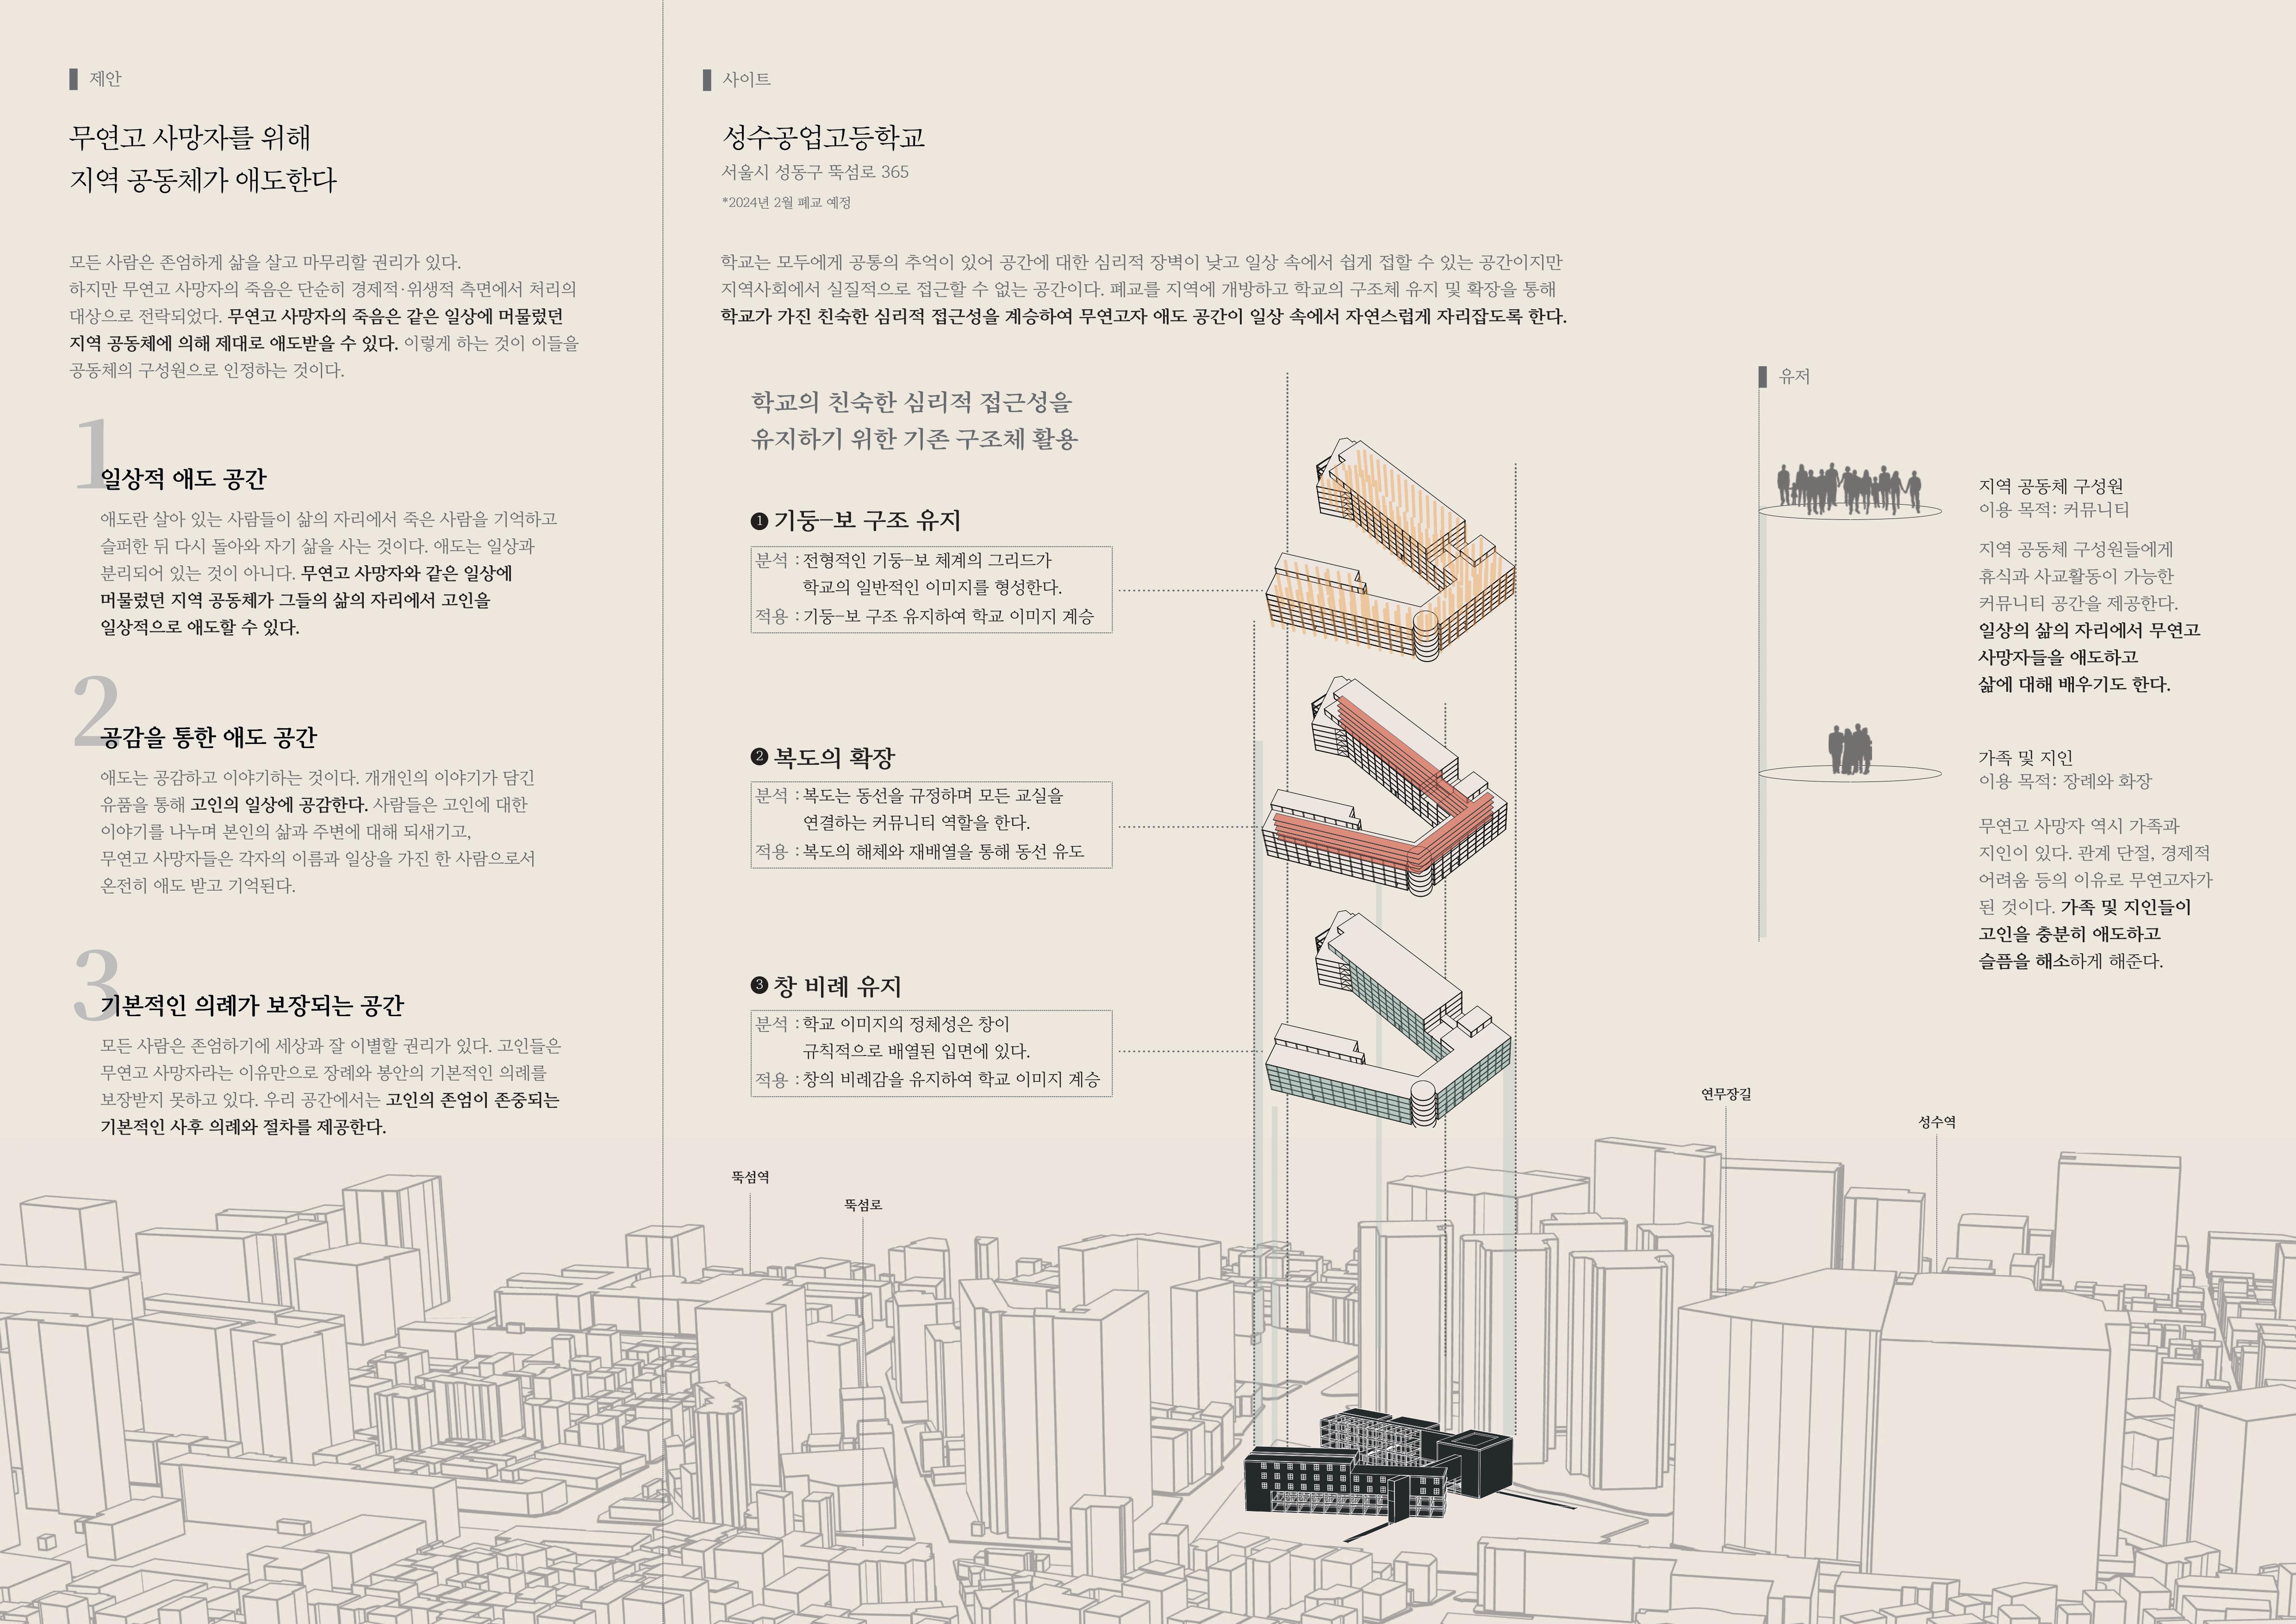 제안
무연고 사망자를 위해
지역 공동체가 애도한다
모든 사람은 존엄하게 삶을 살고 마무리할 권리가 있다.
하지만 무연고 사망자의 죽음은 단순히 경제적·위생적 측면에서 처리의
대상으로 전락되었다. 무연고 사망자의 죽음은 같은 일상에 머물렀던
지역 공동체에 의해 제대로 애도받을 수 있다. 이렇게 하는 것이 이들을
공동체의 구성원으로 인정하는 것이다.
1
일상적 애도 공간
애도란 살아 있는 사람들이 삶의 자리에서 죽은 사람을 기억하고
슬퍼한 뒤 다시 돌아와 자기 삶을 사는 것이다. 애도는 일상과
분리되어 있는 것이 아니다. 무연고 사망자와 같은 일상에
머물렀던 지역 공동체가 그들의 삶의 자리에서 고인을
일상적으로 애도할 수 있다.
2
공감을 통한 애도 공간
애도는 공감하고 이야기하는 것이다. 개개인의 이야기가 담긴
유품을 통해 고인의 일상에 공감한다. 사람들은 고인에 대한
이야기를 나누며 본인의 삶과 주변에 대해 되새기고,
무연고 사망자들은 각자의 이름과 일상을 가진 한 사람으로서
온전히 애도 받고 기억된다.
3
기본적인 의례가 보장되는 공간
모든 사람은 존엄하기에 세상과 잘 이별할 권리가 있다. 고인들은
무연고 사망자라는 이유만으로 장례와 봉안의 기본적인 의례를
보장받지 못하고 있다. 우리 공간에서는 고인의 존엄이 존중되는
기본적인 사후 의례와 절차를 제공한다.
사이트
성수공업고등학교
서울시 성동구 뚝섬로 365
*2024년 2월 폐교 예정
학교는 모두에게 공통의 추억이 있어 공간에 대한 심리적 장벽이 낮고 일상 속에서 쉽게 접할 수 있는 공간이지만
지역사회에서 실질적으로 접근할 수 없는 공간이다. 폐교를 지역에 개방하고 학교의 구조체 유지 및 확장을 통해
학교가 가진 친숙한 심리적 접근성을 계승하여 무연고자 애도 공간이 일상 속에서 자연스럽게 자리잡도록 한다.
학교의 친숙한 심리적 접근성을
유지하기 위한 기존 구조체 활용
❶ 기둥–보 구조 유지
분석 : 전형적인 기둥–보 체계의 그리드가
학교의 일반적인 이미지를 형성한다.
적용 : 기둥–보 구조 유지하여 학교 이미지 계승
❷ 복도의 확장
분석 : 복도는 동선을 규정하며 모든 교실을
연결하는 커뮤니티 역할을 한다.
적용 : 복도의 해체와 재배열을 통해 동선 유도
❸ 창 비례 유지
분석 : 학교 이미지의 정체성은 창이
규칙적으로 배열된 입면에 있다.
적용 : 창의 비례감을 유지하여 학교 이미지 계승
유저
지역 공동체 구성원
이용 목적: 커뮤니티
지역 공동체 구성원들에게
휴식과 사교활동이 가능한
커뮤니티 공간을 제공한다.
일상의 삶의 자리에서 무연고
사망자들을 애도하고
삶에 대해 배우기도 한다.
가족 및 지인
이용 목적: 장례와 화장
무연고 사망자 역시 가족과
지인이 있다. 관계 단절, 경제적
어려움 등의 이유로 무연고자가
된 것이다. 가족 및 지인들이
고인을 충분히 애도하고
슬픔을 해소하게 해준다.
뚝섬역
뚝섬로
연무장길
성수역